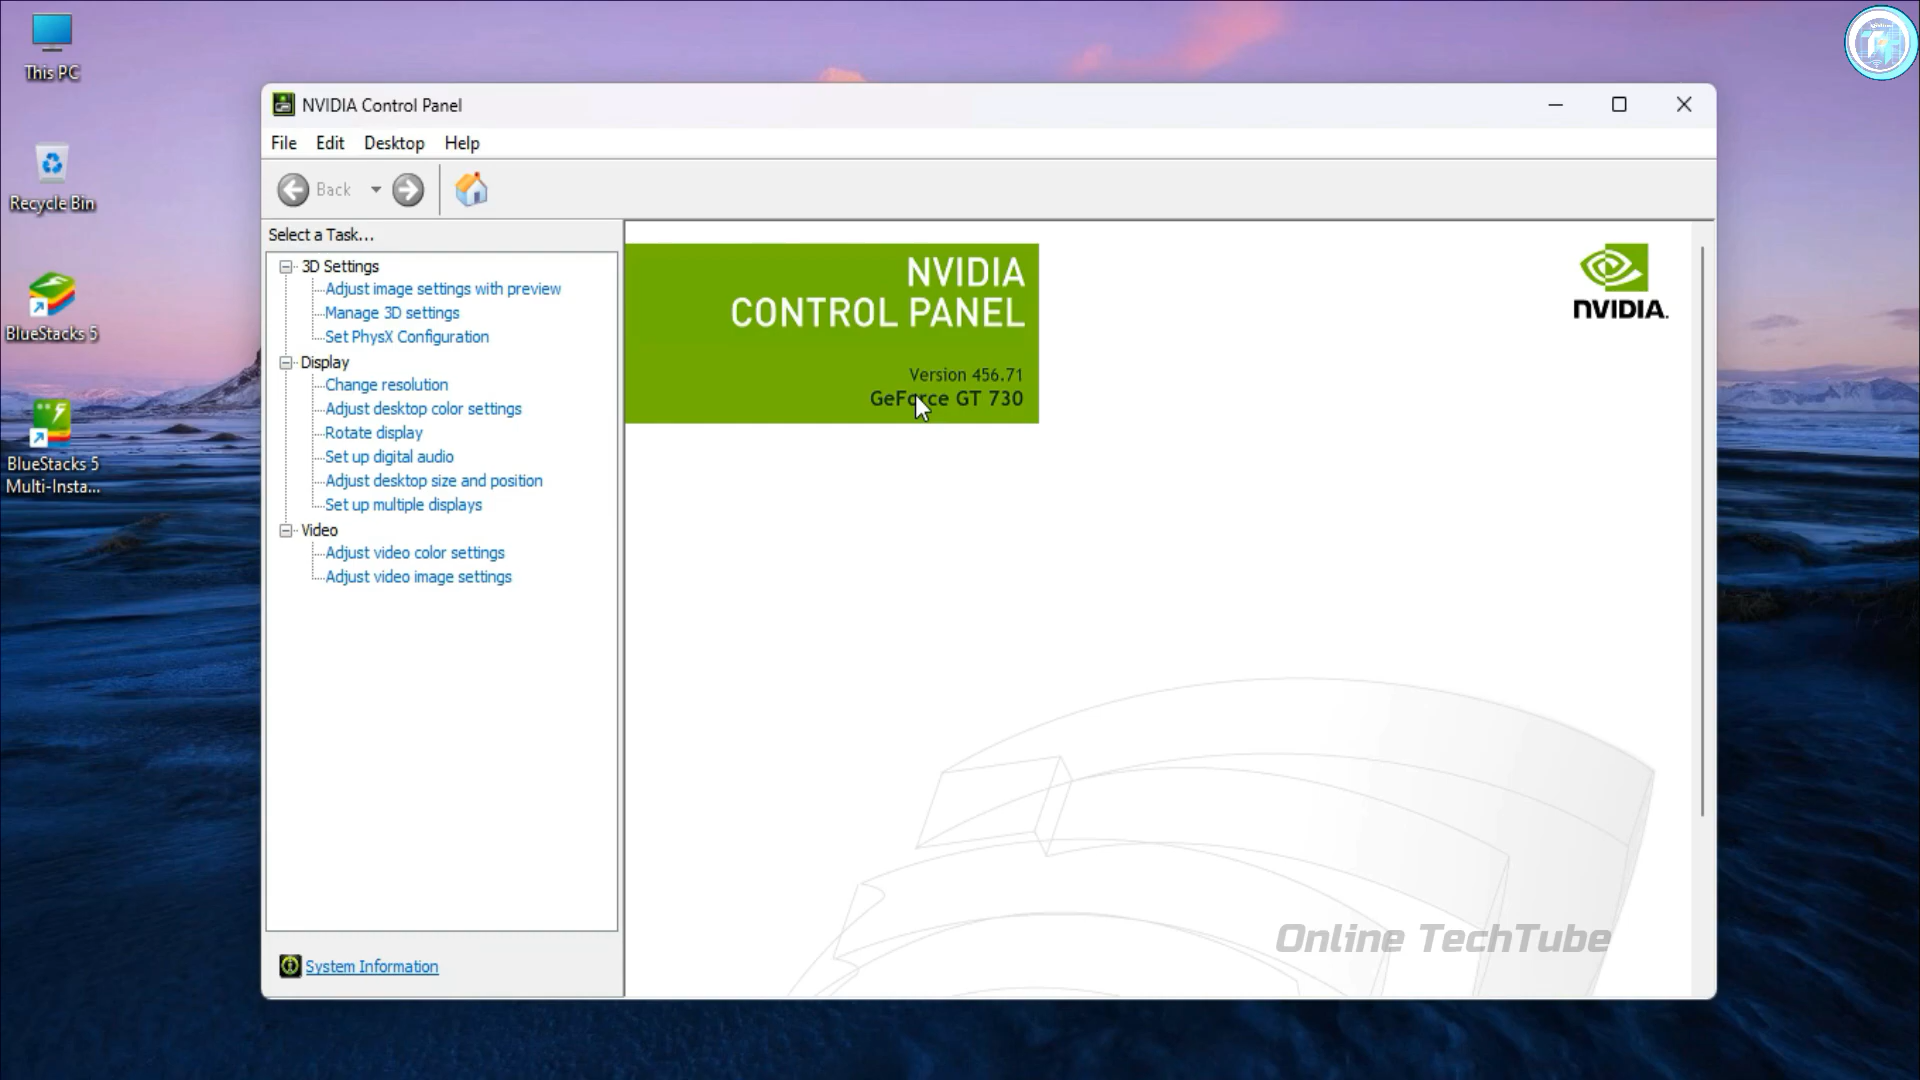 This PC
Recycle Bin
BlueStacks 5
BlueStacks 5
Multi-Insta...
NVIDIA Control Panel
File Edit Desktop Help
Back
Select a Task...
3D Settings
Adjust image settings with preview
Manage 3D settings
Set PhysX Configuration
Display
Change resolution
Adjust desktop color settings
Rotate display
Set up digital audio
Adjust desktop size and position
Set up multiple displays
Video
Adjust video color settings
Adjust video image settings
System Information
NVIDIA
CONTROL PANEL
Version 456.71
GeForce GT 730
NVIDIA.
Online TechTube